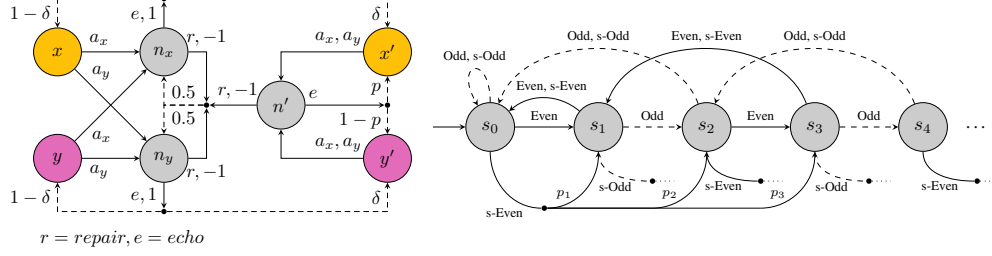 1 − δ
e, 1
δ
x
a_x
n_x
r, −1
a_x, a_y
x′
a_y
0.5
r, −1
n′
e
p
0.5
1 − p
a_x
a_x, a_y
y
a_y
n_y
r, −1
y′
1 − δ
e, 1
δ
r = repair, e = echo
Odd, s-Odd
Odd, s-Odd
Even, s-Even
Odd, s-Odd
Even, s-Even
s_0
Even
s_1
Odd
s_2
Even
s_3
Odd
s_4
...
s-Even
p_1
s-Odd
p_2
s-Even
p_3
s-Odd
s-Even